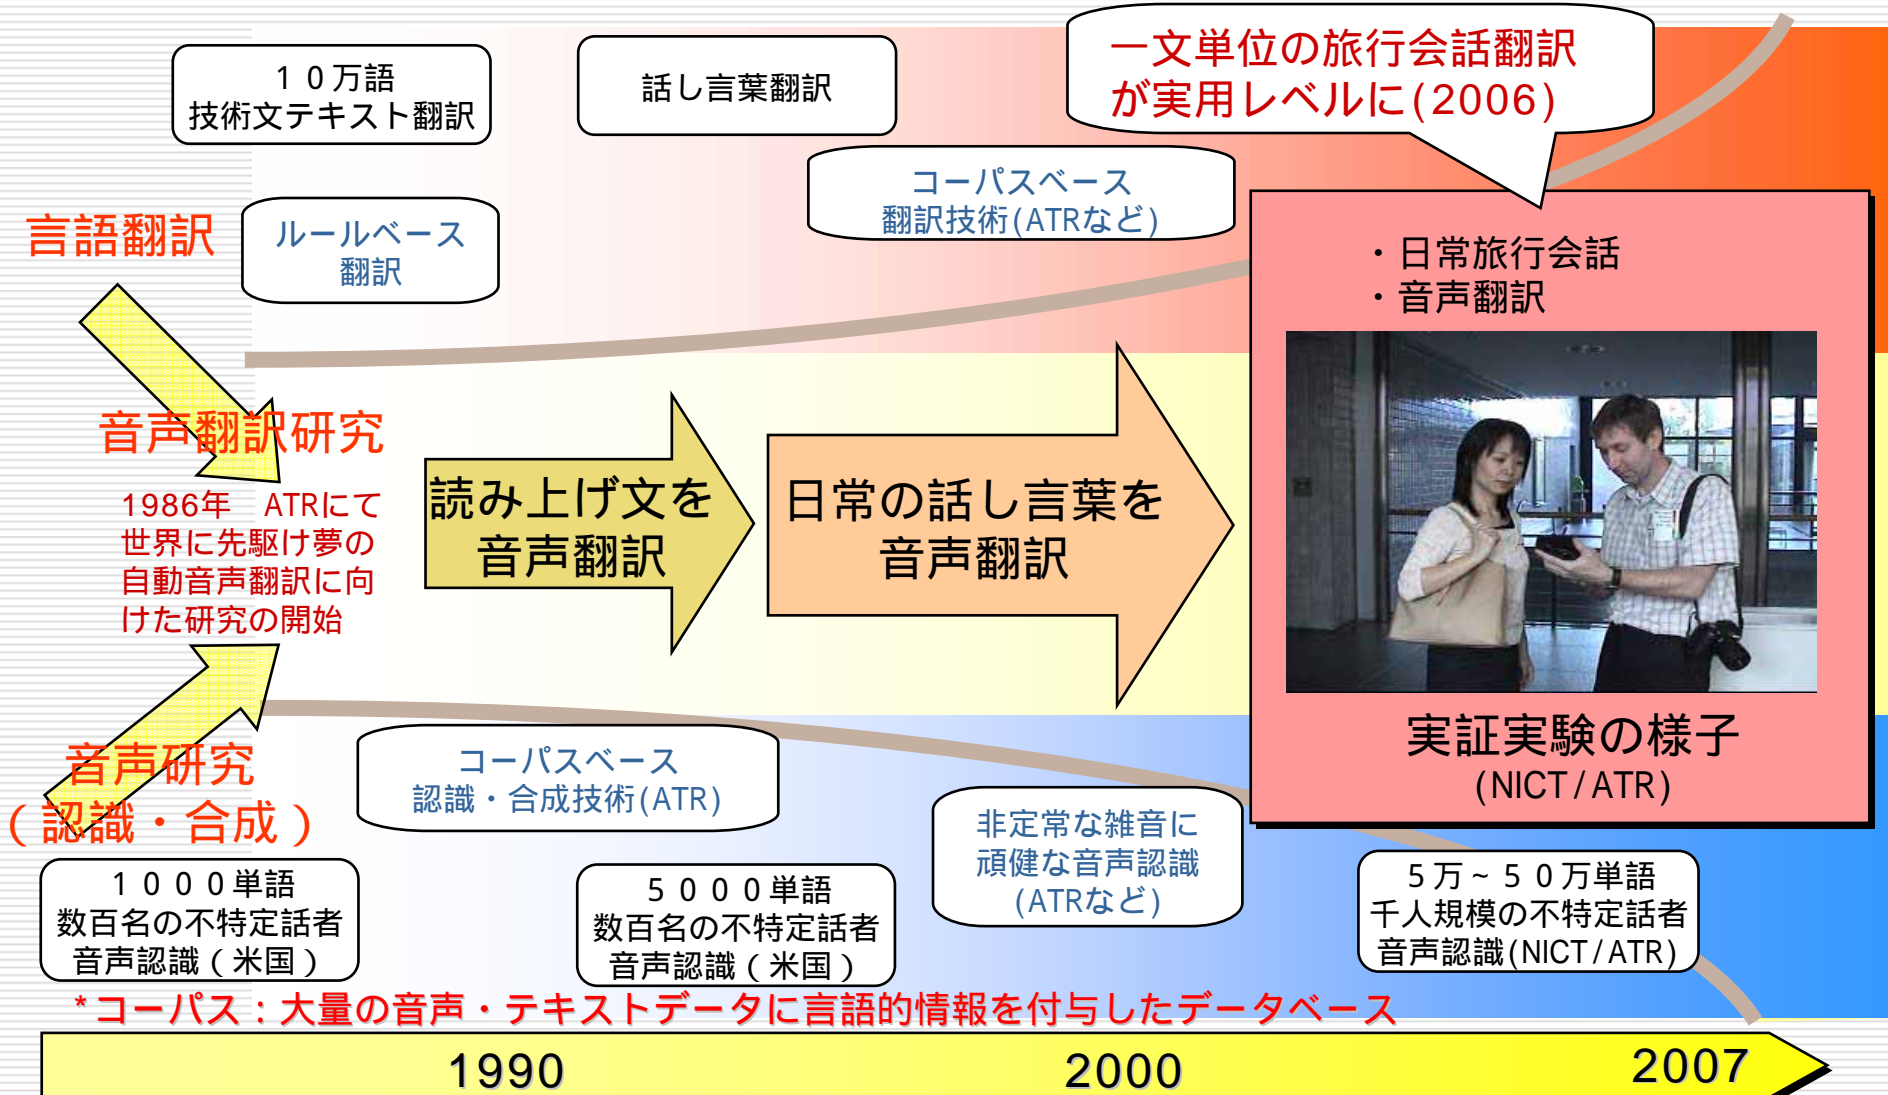 １０万語
技術文テキスト翻訳
話し言葉翻訳
一文単位の旅行会話翻訳
が実用レベルに(2006)
コーパスベース
翻訳技術(ATRなど)
言語翻訳
ルールベース
翻訳
・日常旅行会話
・音声翻訳
音声翻訳研究
1986年　ATRにて
世界に先駆け夢の
自動音声翻訳に向
けた研究の開始
読み上げ文を
音声翻訳
日常の話し言葉を
音声翻訳
実証実験の様子
(NICT/ATR)
音声研究
（認識・合成）
コーパスベース
認識・合成技術(ATR)
非定常な雑音に
頑健な音声認識
(ATRなど)
１０００単語
数百名の不特定話者
音声認識（米国）
５０００単語
数百名の不特定話者
音声認識（米国）
５万~５０万単語
千人規模の不特定話者
音声認識(NICT/ATR)
*コーパス：大量の音声・テキストデータに言語的情報を付与したデータベース
1990
2000
2007